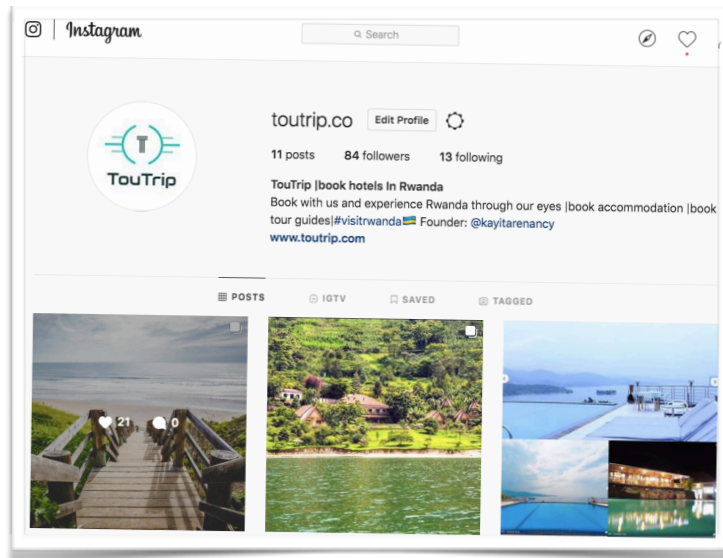 Instagram
Search
T
TouTrip
toutrip.co
Edit Profile
11 posts 84 followers 13 following
TouTrip |book hotels In Rwanda
Book with us and experience Rwanda through our eyes |book accommodation |book
tour guides|#visitrwanda🇷🇼 Founder: @kayitarenancy
www.toutrip.com
POSTS IGTV SAVED TAGGED
21 0